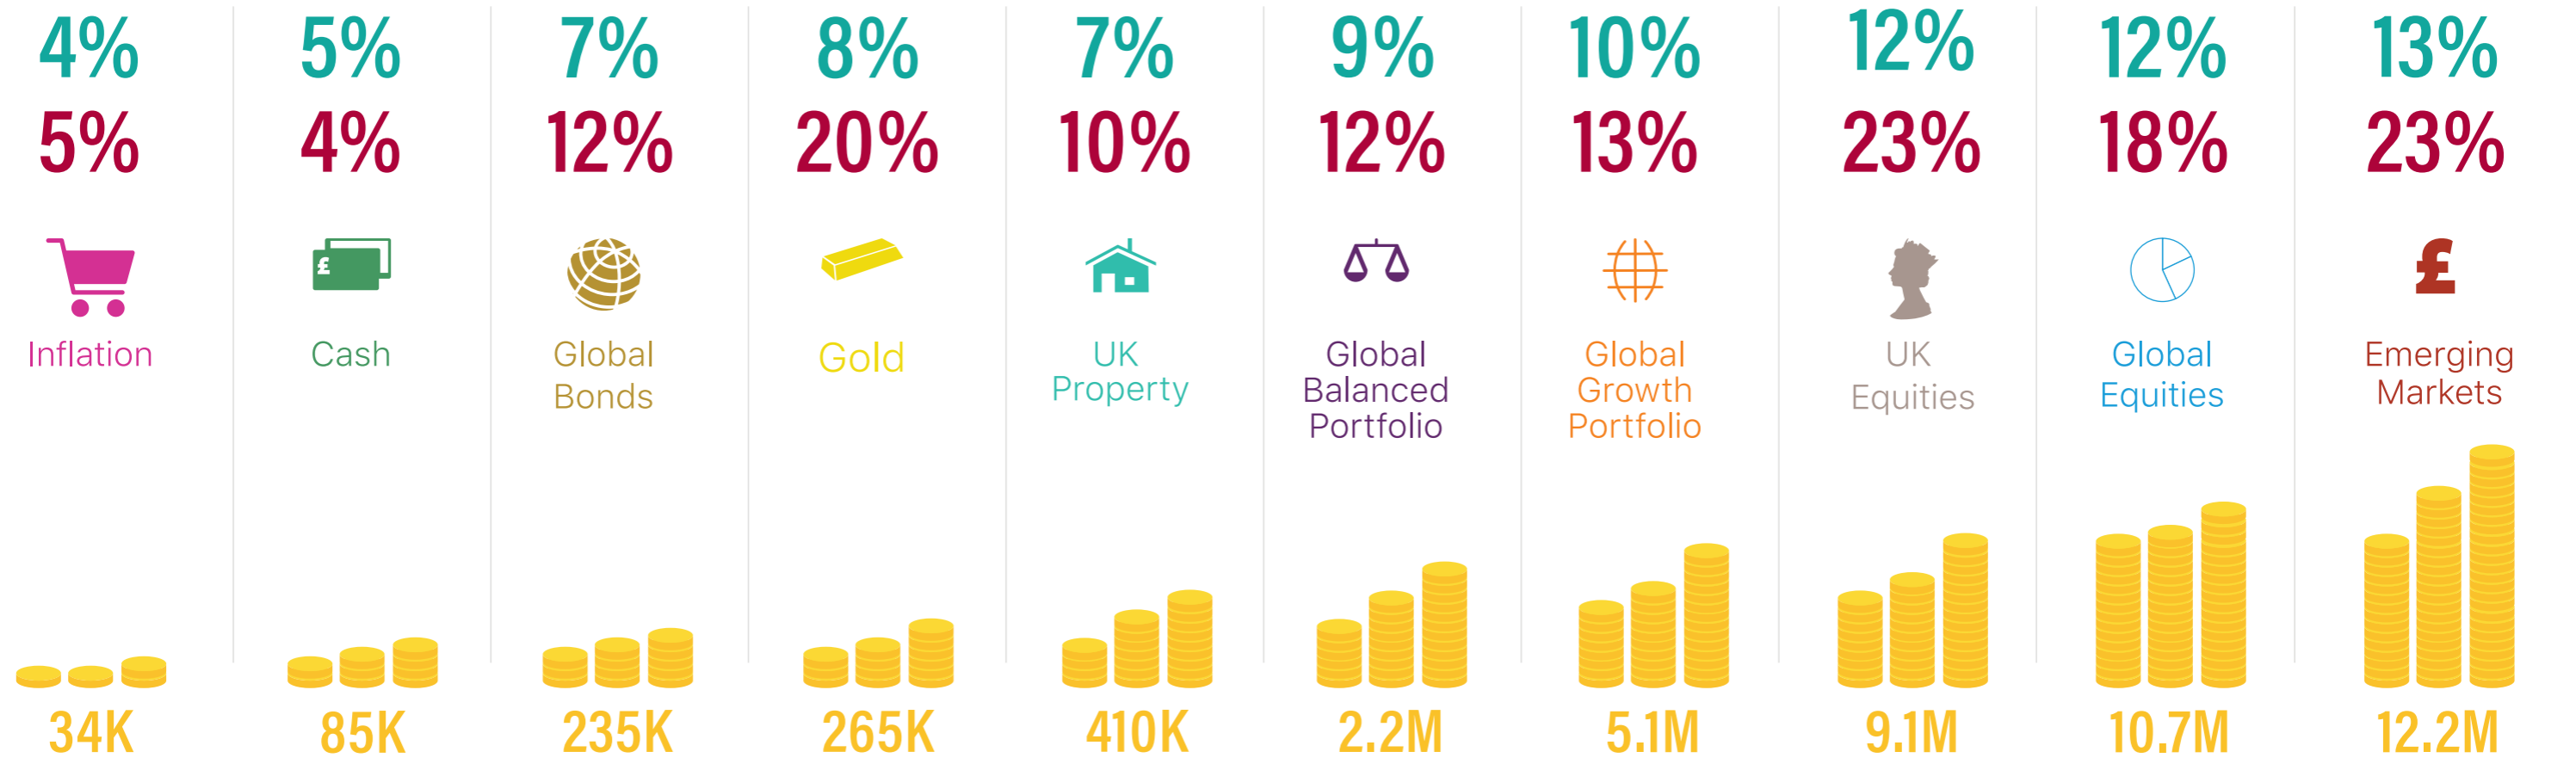 4%
5%
7%
8%
7%
9%
10%
12%
12%
13%
5%
4%
12%
20%
10%
12%
13%
23%
18%
23%
£
£
Inflation
Cash
Global
Bonds
Gold
UK
Property
Global
Balanced
Portfolio
Global
Growth
Portfolio
UK
Equities
Global
Equities
Emerging
Markets
34K
85K
235K
265K
410K
2.2M
5.1M
9.1M
10.7M
12.2M